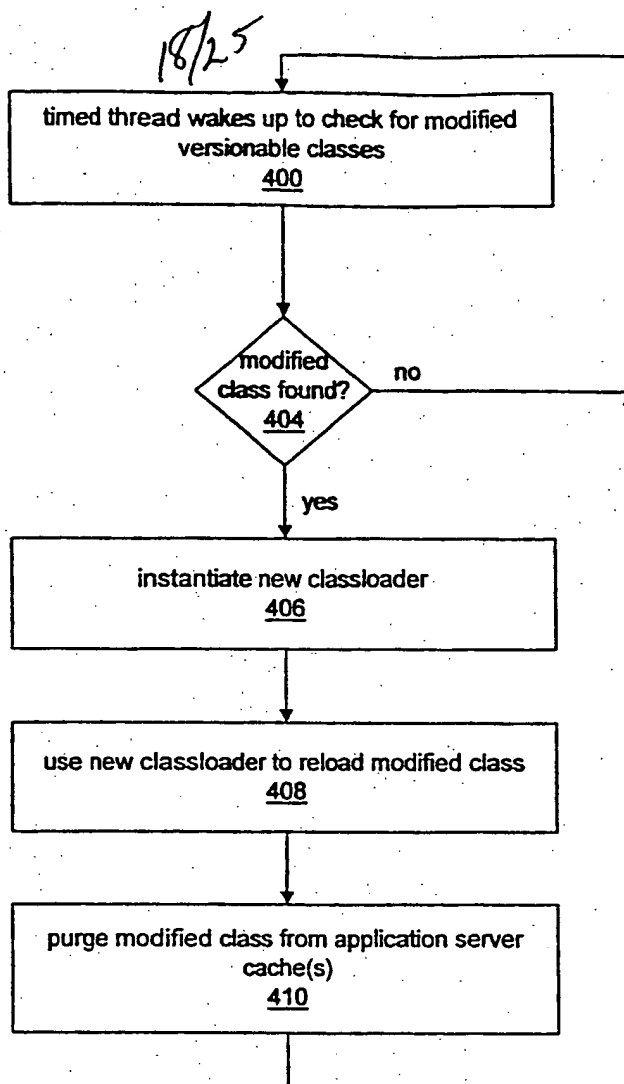 18/25
timed thread wakes up to check for modified
versionable classes
400
modified
class found?
404
no
yes
instantiate new classloader
406
use new classloader to reload modified class
408
purge modified class from application server
cache(s)
410